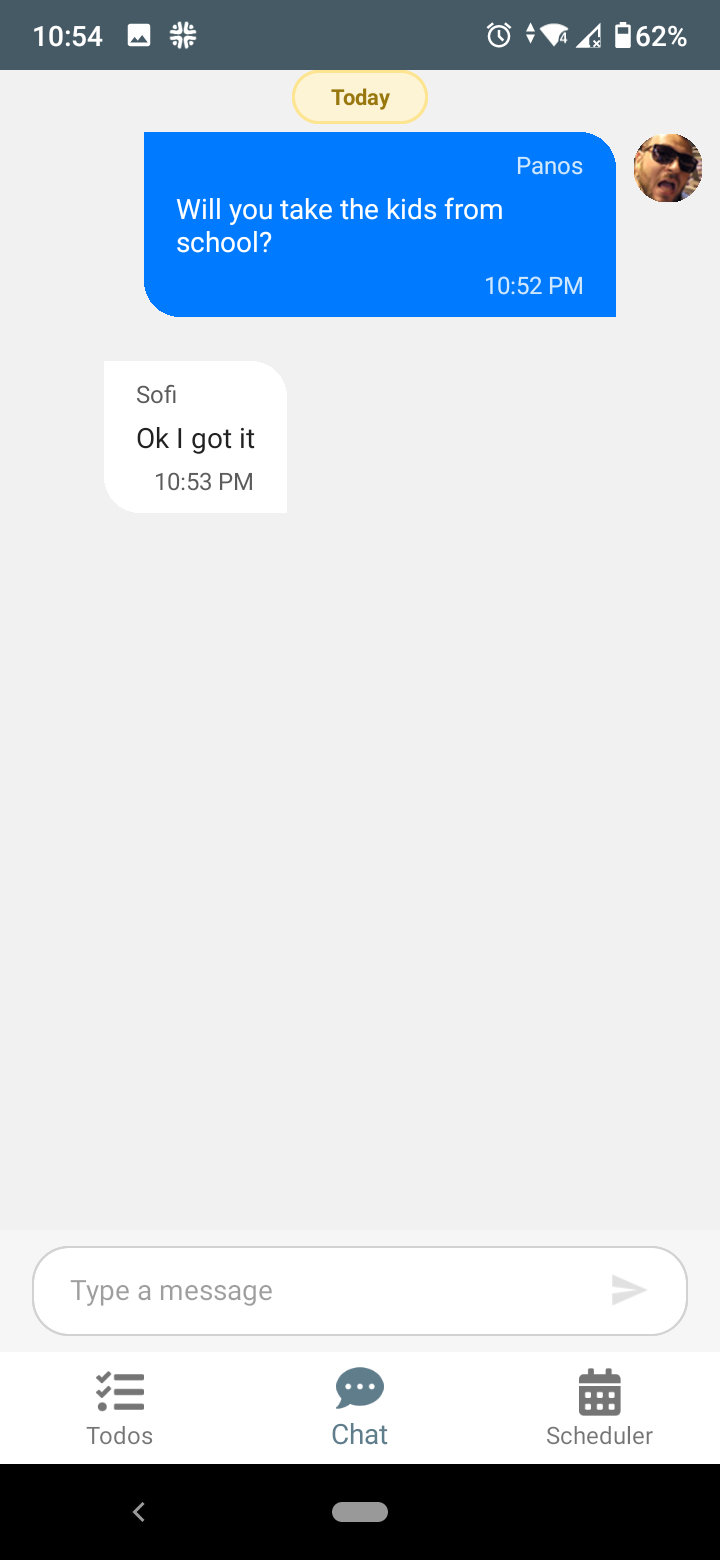 10:54
4
62%
Today
Panos
Will you take the kids from
school?
10:52 PM
Sofi
Ok I got it
10:53 PM
Type a message
Todos
Chat
Scheduler